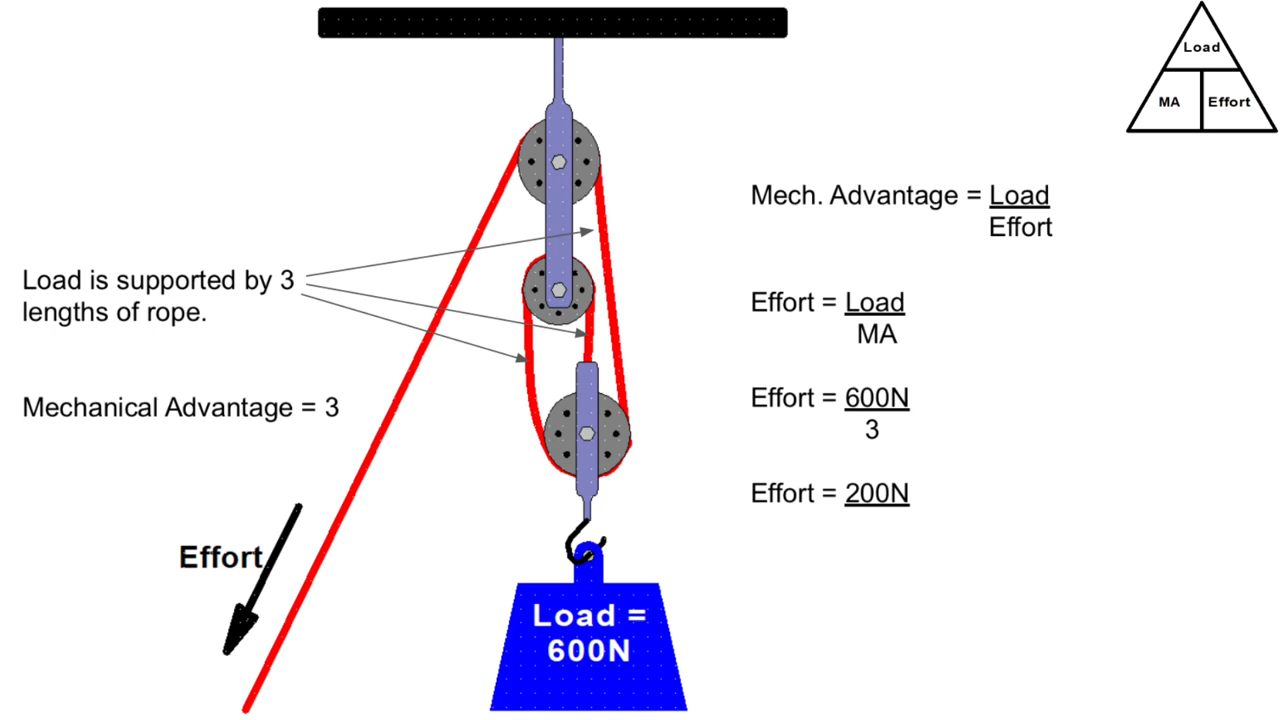 Load
MA Effort
Mech. Advantage = Load
Effort
Load is supported by 3
lengths of rope.
Effort = Load
MA
Mechanical Advantage = 3
Effort = 600N
3
Effort = 200N
Effort
Load =
600N